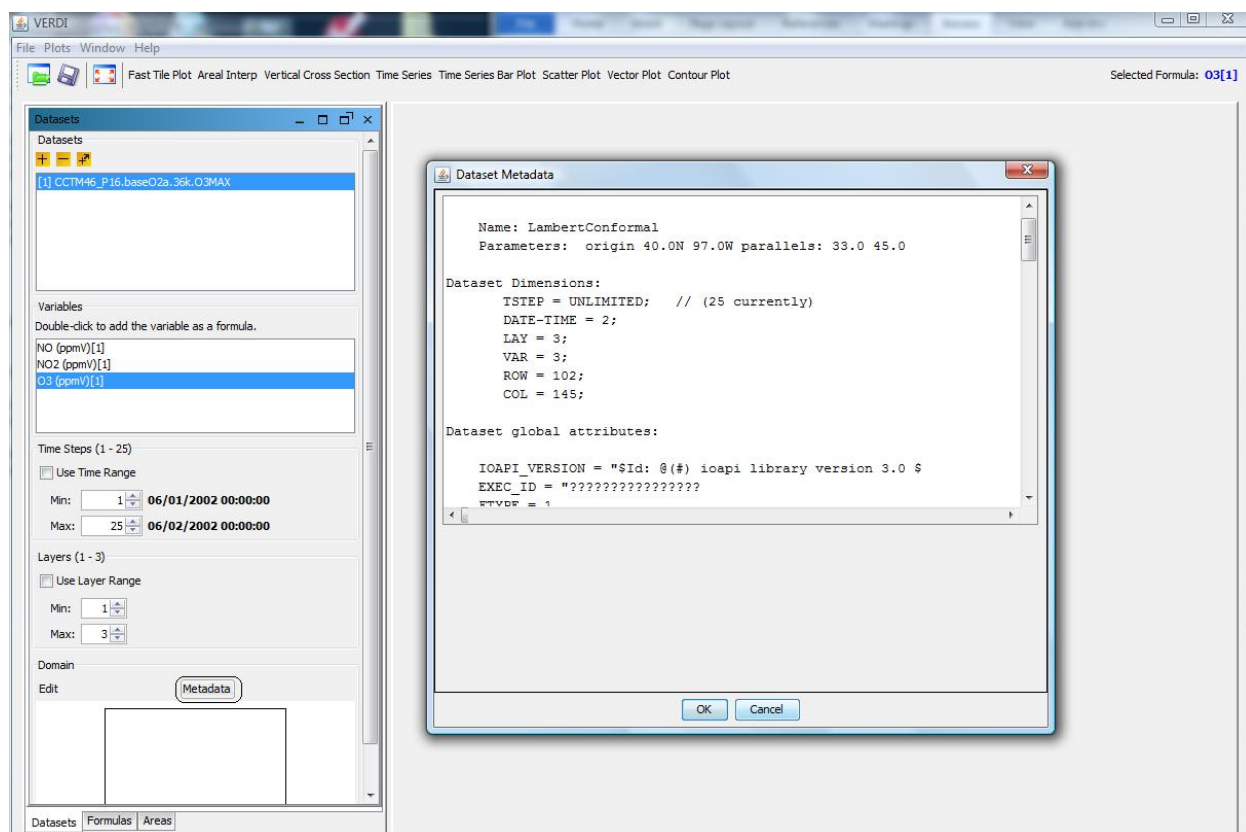 VERDI
File Plots Window Help
Fast Tile Plot Areal Interp Vertical Cross Section Time Series Time Series Bar Plot Scatter Plot Vector Plot Contour Plot
Selected Formula: O3[1]
Datasets
Datasets
[1] CCTM46_P16.baseO2a.36k.O3MAX
Variables
Double-click to add the variable as a formula.
NO (ppmV)[1]
NO2 (ppmV)[1]
O3 (ppmV)[1]
Time Steps (1 - 25)
Use Time Range
Min: 1 06/01/2002 00:00:00
Max: 25 06/02/2002 00:00:00
Layers (1 - 3)
Use Layer Range
Min: 1
Max: 3
Domain
Edit Metadata
Datasets Formulas Areas
Dataset Metadata
Name: LambertConformal
Parameters: origin 40.0N 97.0W parallels: 33.0 45.0
Dataset Dimensions:
TSTEP = UNLIMITED; // (25 currently)
DATE-TIME = 2;
LAY = 3;
VAR = 3;
ROW = 102;
COL = 145;
Dataset global attributes:
IOAPI_VERSION = "$Id: @(#) ioapi library version 3.0 $
EXEC_ID = "????????????????
FTYPE = 1
OK Cancel